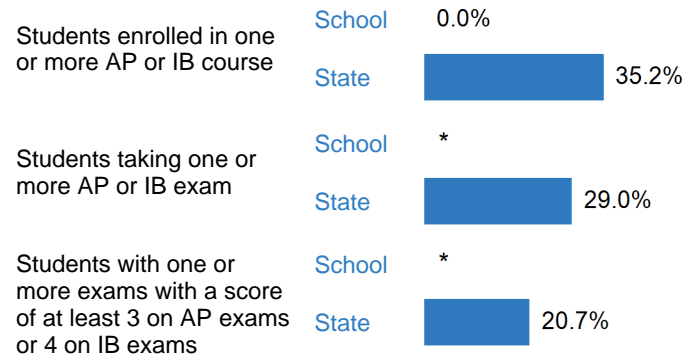 Students enrolled in one
or more AP or IB course
School 0.0%
State 35.2%
Students taking one or
more AP or IB exam
School *
State 29.0%
Students with one or
more exams with a score
of at least 3 on AP exams
or 4 on IB exams
School *
State 20.7%